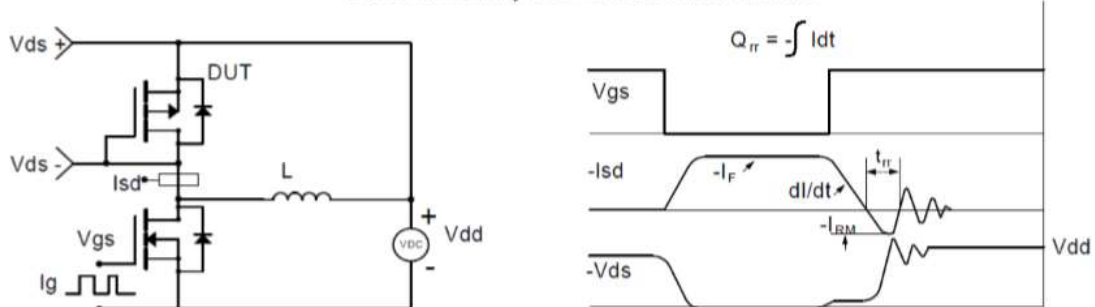 Vds +
DUT
Vds -
Isd
L
+
Vdd
VDC
-
Vgs
Ig
Qrr = -∫ Idt
Vgs
-Isd
-IF
dI/dt
trr
-IRM
Vdd
-Vds